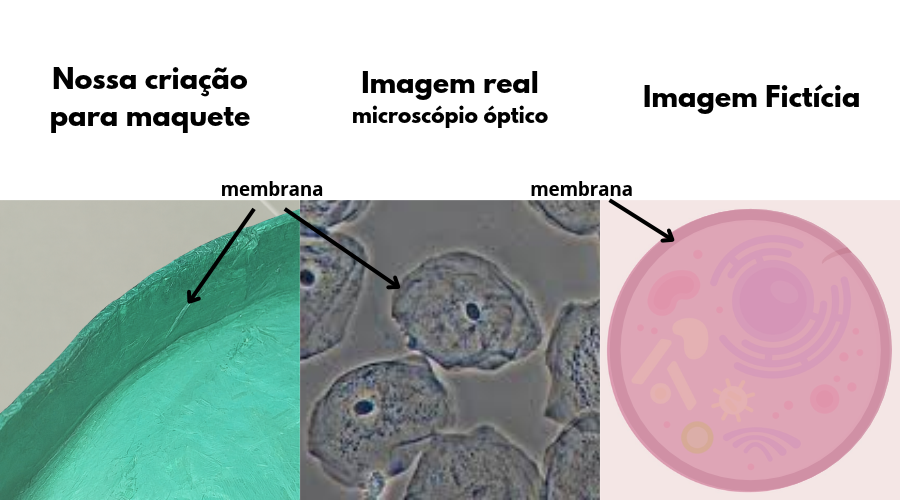 Nossa criação
para maquete
Imagem real
microscópio óptico
Imagem Fictícia
membrana
membrana